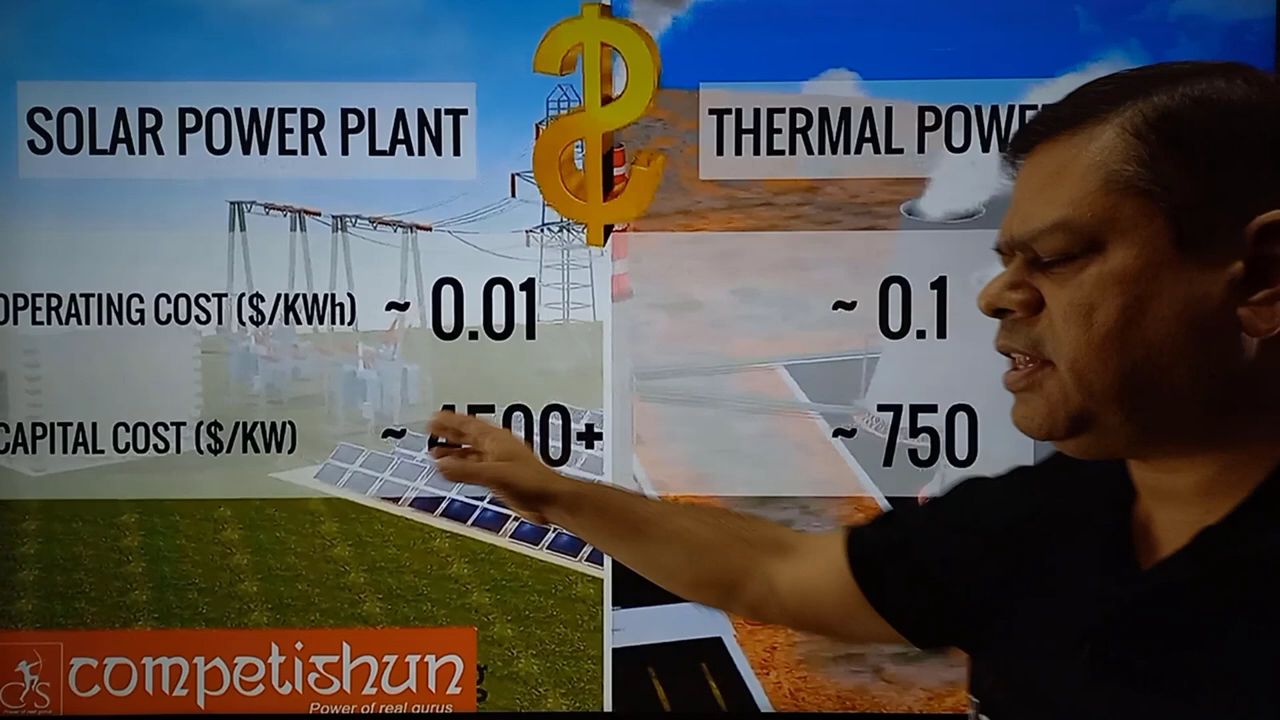 SOLAR POWER PLANT
THERMAL
OPERATING COST ($/KWh) ~ 0.01 ~ 0.1
CAPITAL COST ($/KW) ~ 4500+ ~ 750
competishun
Power of real gurus